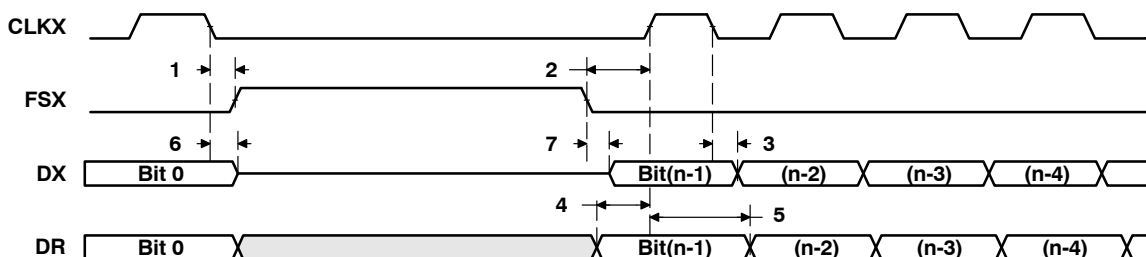 CLKX
1 2
FSX
6 7 3
DX Bit 0 Bit(n-1) (n-2) (n-3) (n-4)
4 5
DR Bit 0 Bit(n-1) (n-2) (n-3) (n-4)